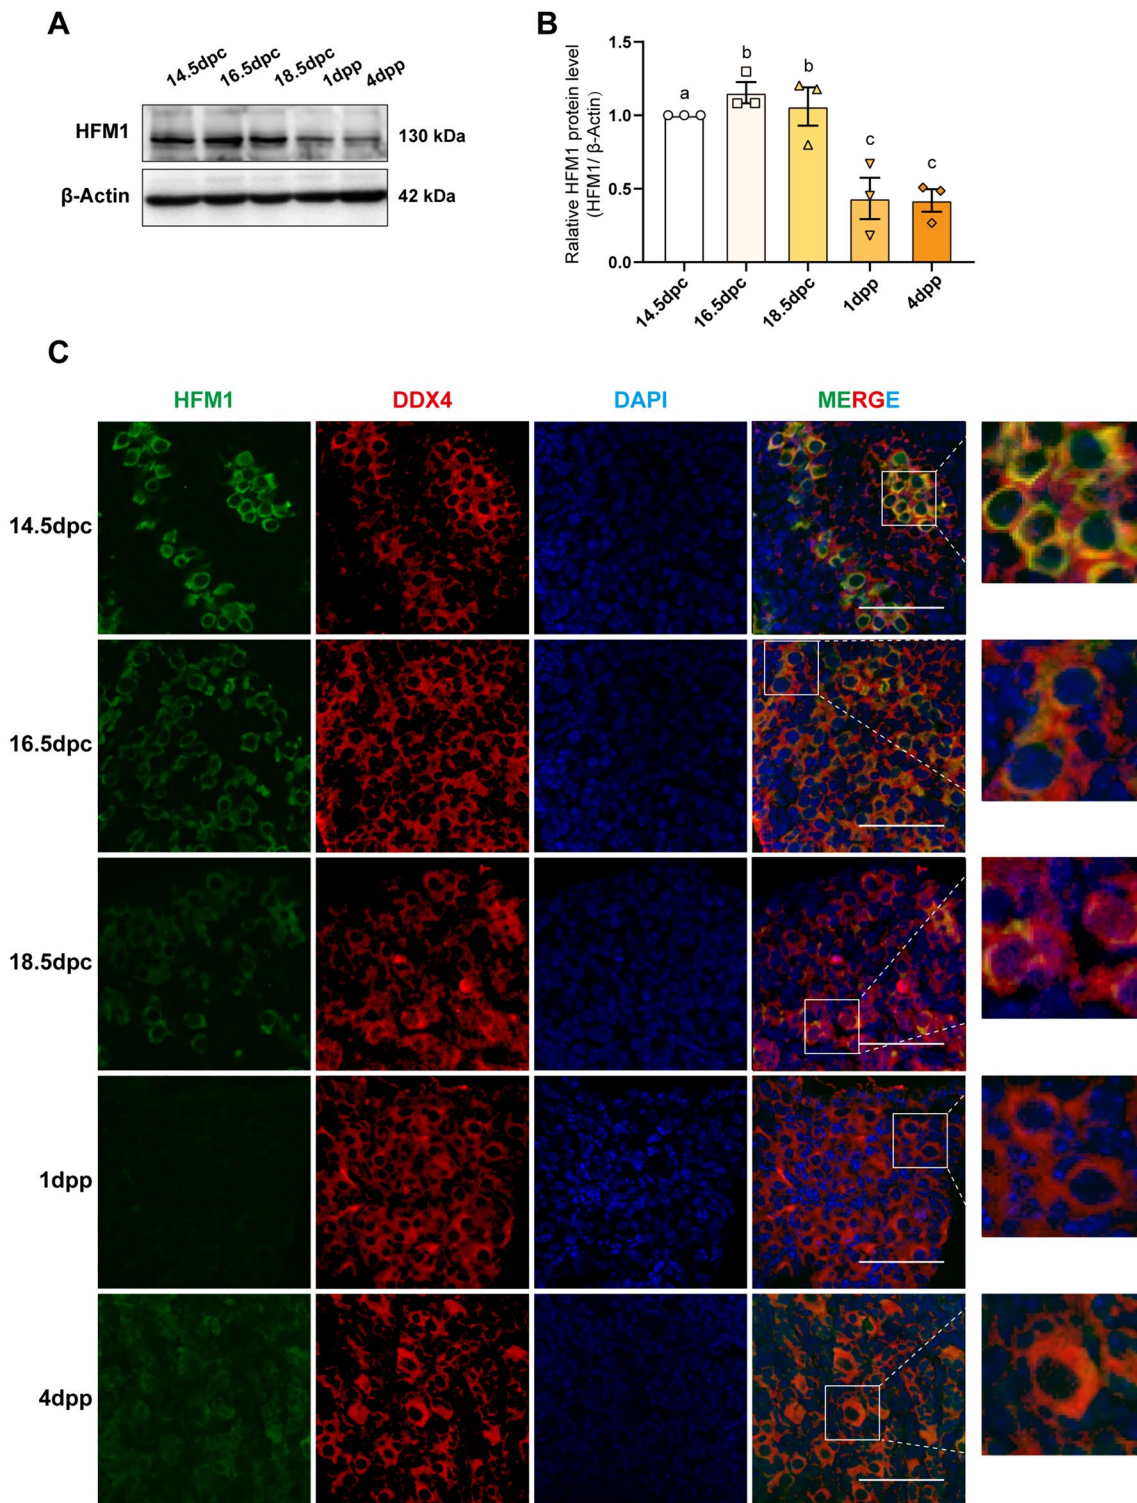 A
14.5dpc 16.5dpc 18.5dpc 1dpp 4dpp
HFM1
130 kDa
β-Actin
42 kDa
B
Ralative HFM1 protein level
(HFM1/ β-Actin)
1.5
1.0
0.5
0.0
a
b
b
c
c
14.5dpc 16.5dpc 18.5dpc 1dpp 4dpp
C
HFM1 DDX4 DAPI MERGE
14.5dpc
16.5dpc
18.5dpc
1dpp
4dpp